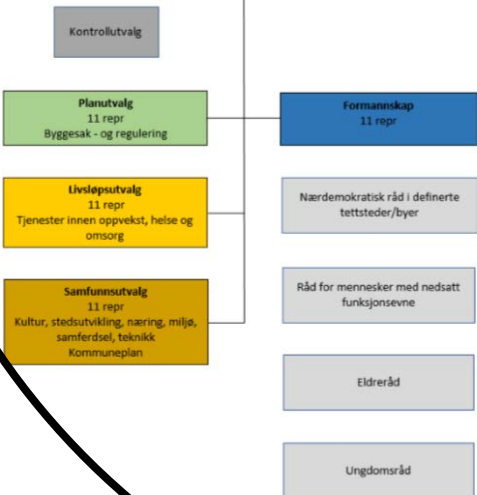 Kontrollutvalg
Planutvalg
11 repr
Byggesak - og regulering
Formannskap
11 repr
Livsløpsutvalg
11 repr
Tjenester innen oppvekst, helse og
omsorg
Nærdemokratisk råd i definerte
tettsteder/byer
Samfunnsutvalg
11 repr
Kultur, stedsutvikling, næring, miljø,
samferdsel, teknikk
Kommuneplan
Råd for mennesker med nedsatt
funksjonsevne
Eldreråd
Ungdomsråd